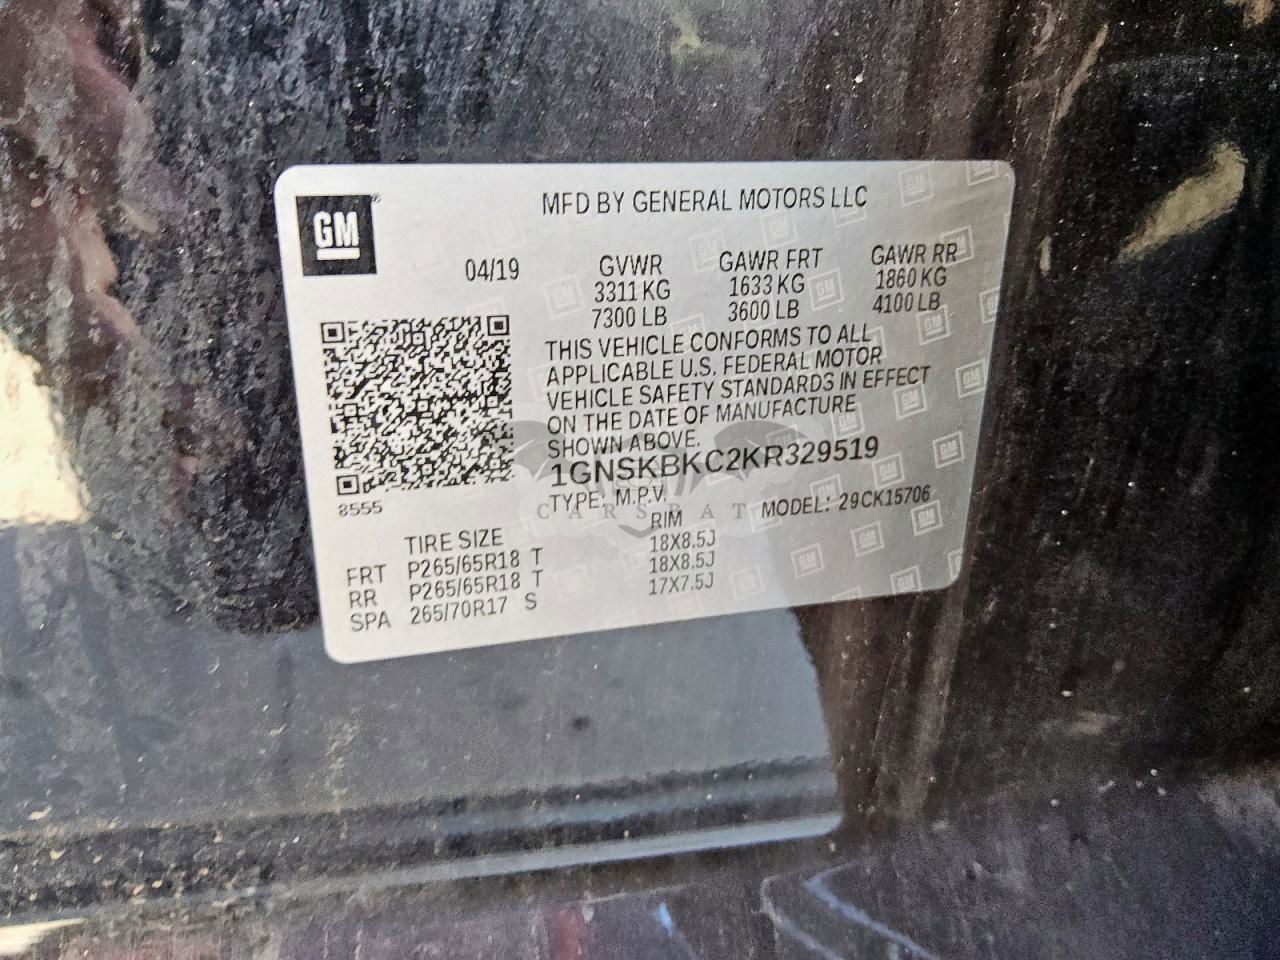 GM
MFD BY GENERAL MOTORS LLC
04/19
GVWR GAWR FRT GAWR RR
3311 KG 1633 KG 1860 KG
7300 LB 3600 LB 4100 LB
THIS VEHICLE CONFORMS TO ALL
APPLICABLE U.S. FEDERAL MOTOR
VEHICLE SAFETY STANDARDS IN EFFECT
ON THE DATE OF MANUFACTURE
SHOWN ABOVE.
1GNSKBKC2KR329519
TYPE: M.P.V. MODEL: 29CK15706
8555
TIRE SIZE RIM
FRT P265/65R18 T 18X8.5J
RR P265/65R18 T 18X8.5J
SPA 265/70R17 S 17X7.5J
CARSPAT